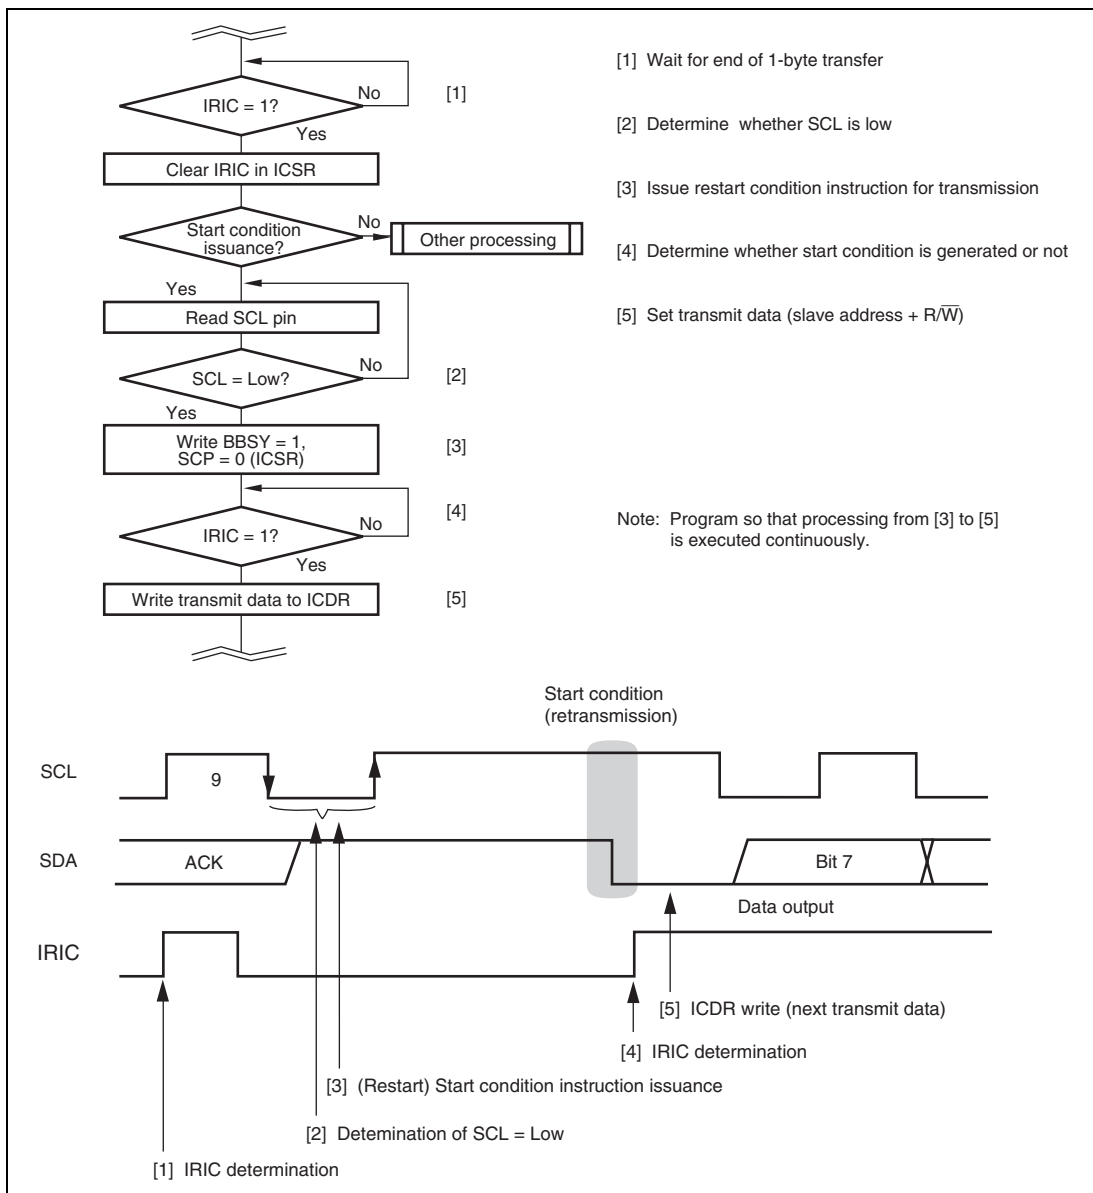 IRIC = 1?
No
[1]
Yes
Clear IRIC in ICSR
Start condition
issuance?
No
Other processing
Yes
Read SCL pin
SCL = Low?
No
[2]
Yes
Write BBSY = 1,
SCP = 0 (ICSR)
[3]
IRIC = 1?
No
[4]
Yes
Write transmit data to ICDR
[5]
[1] Wait for end of 1-byte transfer
[2] Determine whether SCL is low
[3] Issue restart condition instruction for transmission
[4] Determine whether start condition is generated or not
[5] Set transmit data (slave address + R/W̅)
Note: Program so that processing from [3] to [5]
is executed continuously.
Start condition
(retransmission)
SCL
9
SDA
ACK
Bit 7
Data output
IRIC
[5] ICDR write (next transmit data)
[4] IRIC determination
[3] (Restart) Start condition instruction issuance
[2] Detemination of SCL = Low
[1] IRIC determination